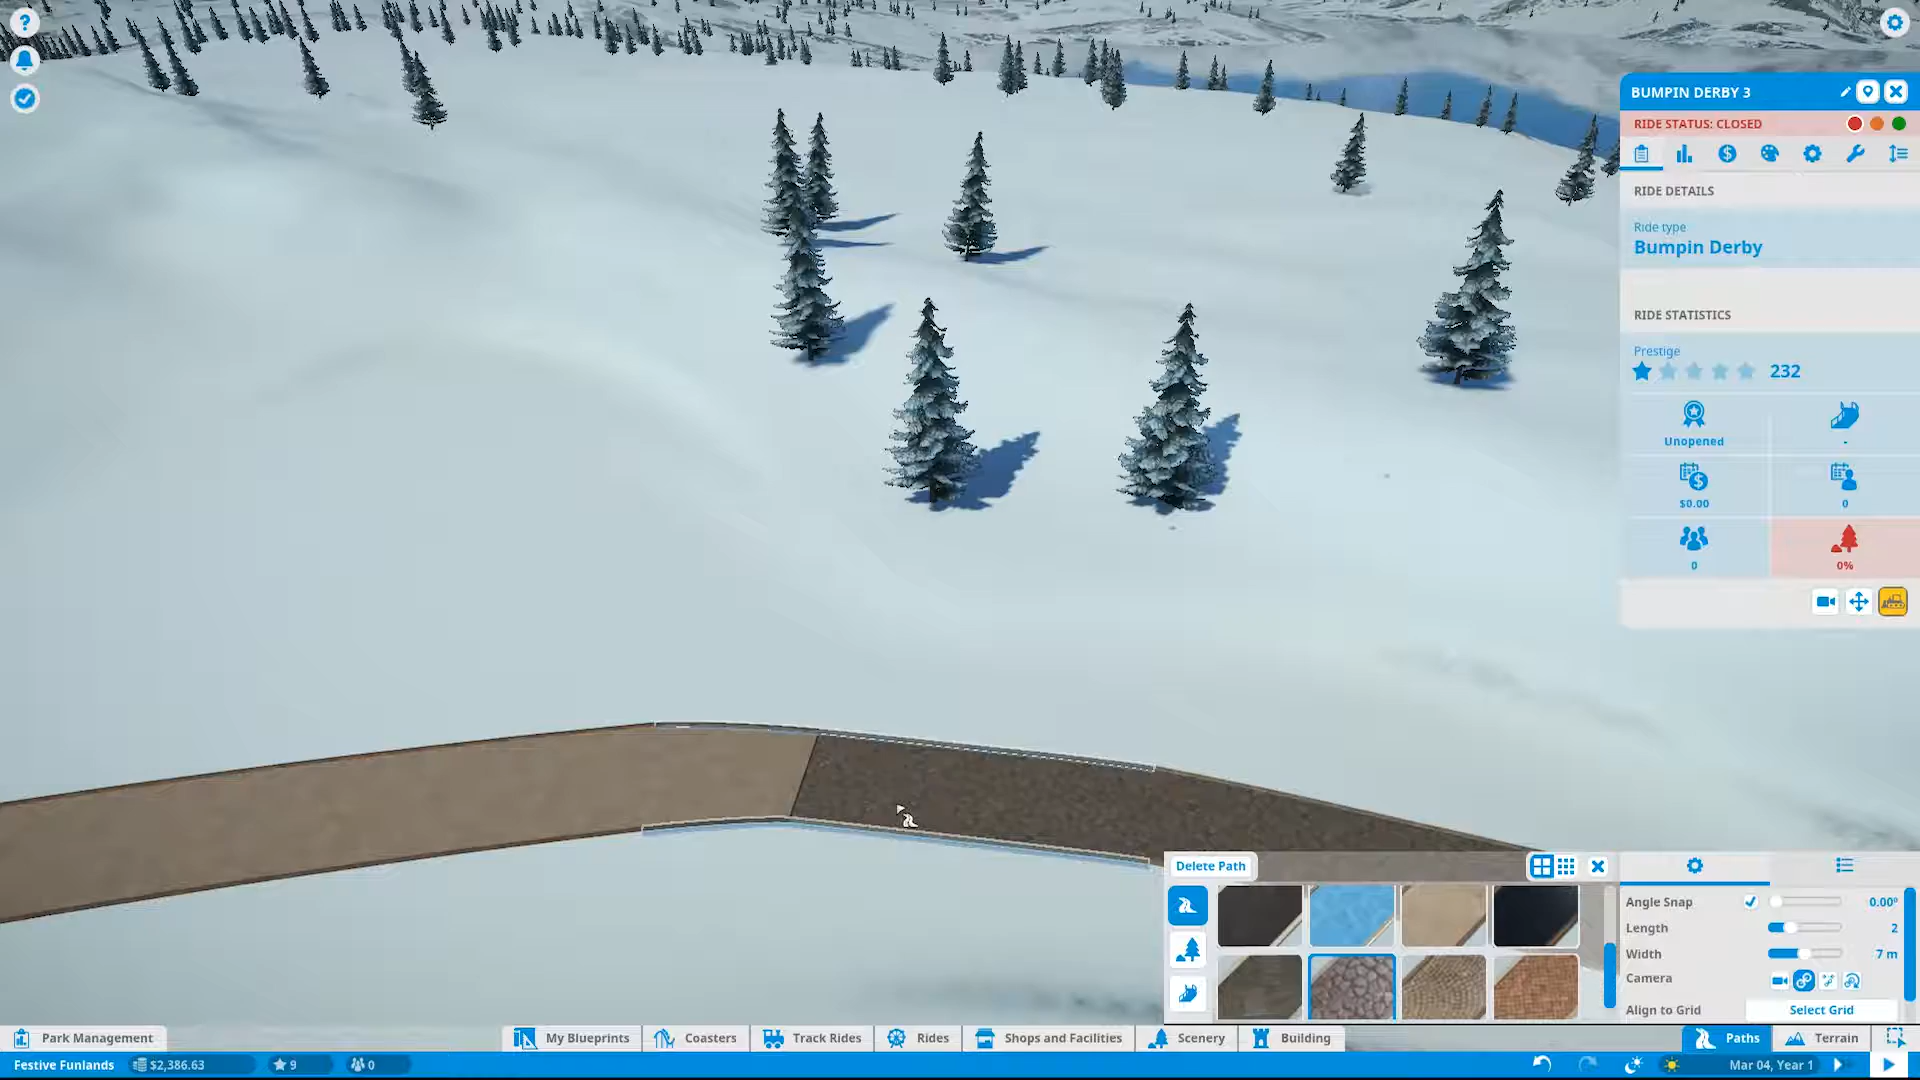 ?
BUMPIN DERBY 3
RIDE STATUS: CLOSED
RIDE DETAILS
Ride type
Bumpin Derby
RIDE STATISTICS
Prestige
232
Unopened
-
$0.00
0
0
0%
Delete Path
Angle Snap
0.00°
Length
2
Width
7 m
Camera
Align to Grid
Select Grid
Park Management
My Blueprints
Coasters
Track Rides
Rides
Shops and Facilities
Scenery
Building
Paths
Terrain
Festive Funlands
$2,386.63
9
0
Mar 04, Year 1